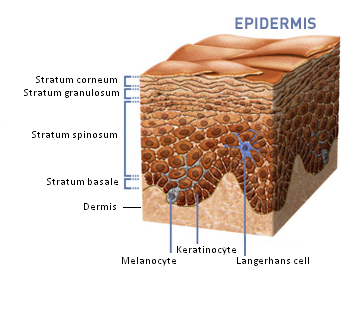 EPIDERMIS
Stratum corneum
Stratum granulosum
Stratum spinosum
Stratum basale
Dermis
Keratinocyte
Melanocyte
Langerhans cell